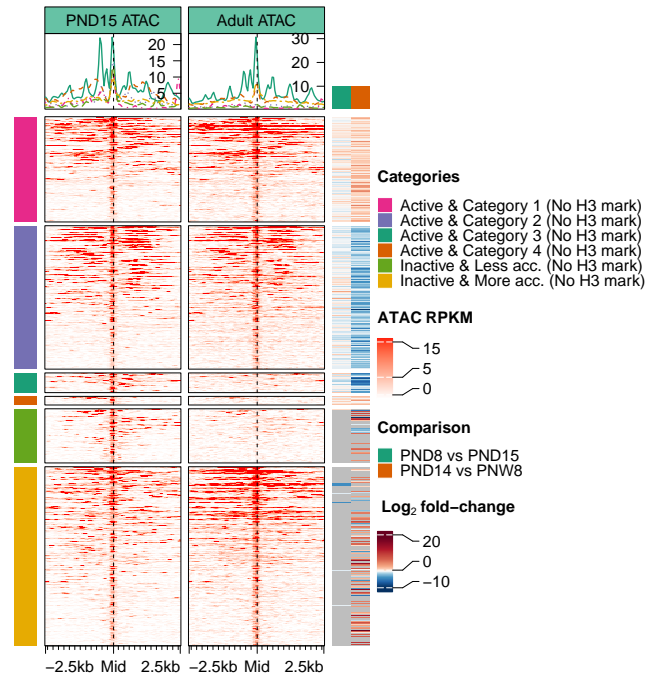 PND15 ATAC
Adult ATAC
20
15
10
5
30
20
10
Categories
Active & Category 1 (No H3 mark)
Active & Category 2 (No H3 mark)
Active & Category 3 (No H3 mark)
Active & Category 4 (No H3 mark)
Inactive & Less acc. (No H3 mark)
Inactive & More acc. (No H3 mark)
ATAC RPKM
15
5
0
Comparison
PND8 vs PND15
PND14 vs PNW8
Log₂ fold−change
20
0
−10
−2.5kb Mid 2.5kb
−2.5kb Mid 2.5kb